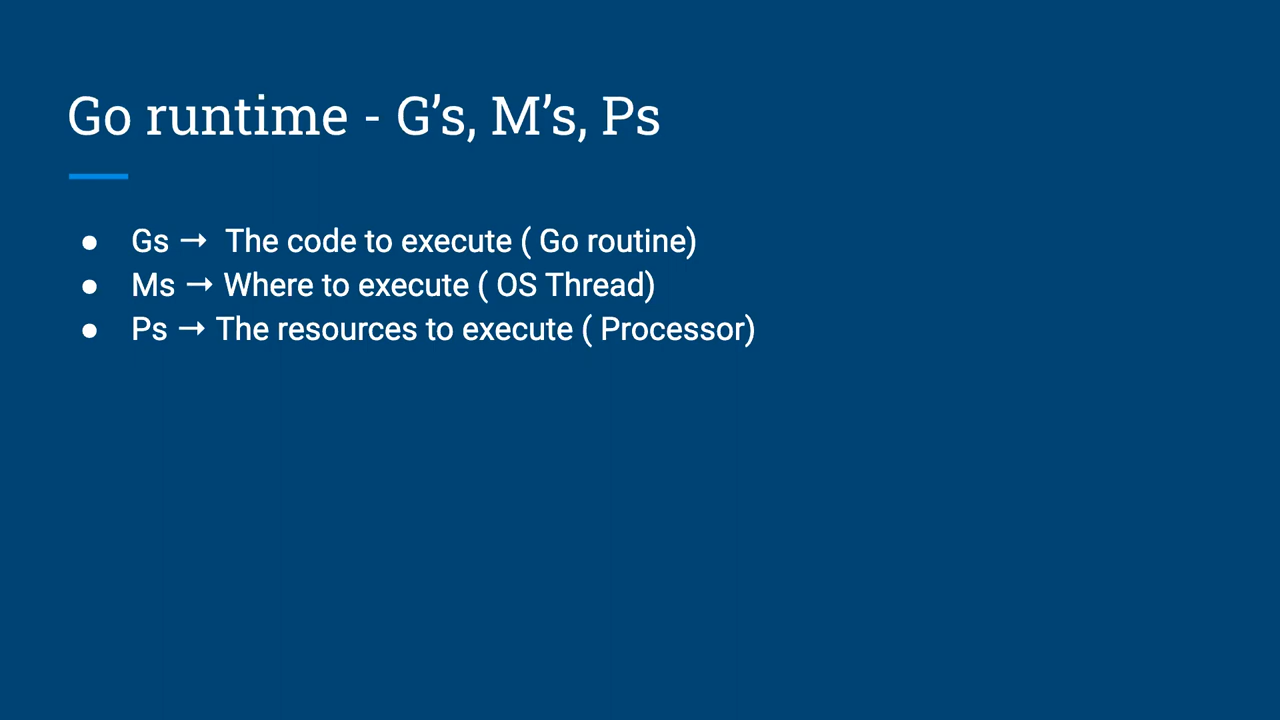 Go runtime - G’s, M’s, Ps
● Gs → The code to execute ( Go routine)
● Ms → Where to execute ( OS Thread)
● Ps → The resources to execute ( Processor)